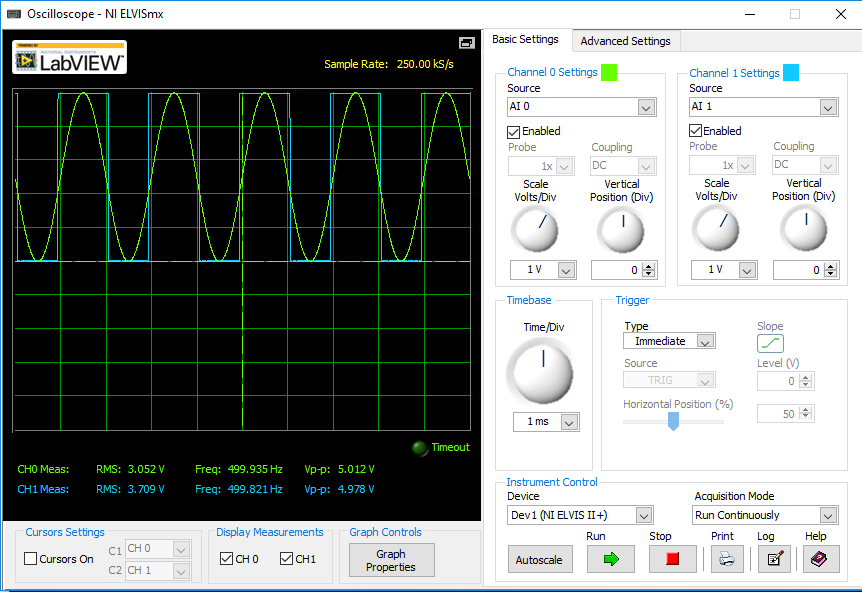 Oscilloscope - NI ELVISmx
POWERED BY
NATIONAL INSTRUMENTS
LabVIEW™
Sample Rate: 250.00 kS/s
Timeout
CH0 Meas: RMS: 3.052 V Freq: 499.935 Hz Vp-p: 5.012 V
CH1 Meas: RMS: 3.709 V Freq: 499.821 Hz Vp-p: 4.978 V
Cursors Settings
Cursors On
C1 CH 0
C2 CH 1
Display Measurements
CH 0 CH1
Graph Controls
Graph
Properties
Basic Settings Advanced Settings
Channel 0 Settings
Source
AI 0
Enabled
Probe Coupling
1x DC
Scale Vertical
Volts/Div Position (Div)
1 V 0
Channel 1 Settings
Source
AI 1
Enabled
Probe Coupling
1x DC
Scale Vertical
Volts/Div Position (Div)
1 V 0
Timebase
Time/Div
1 ms
Trigger
Type Slope
Immediate
Source Level (V)
TRIG 0
Horizontal Position (%)
50
Instrument Control
Device Acquisition Mode
Dev1 (NI ELVIS II+) Run Continuously
Run Stop Print Log Help
Autoscale